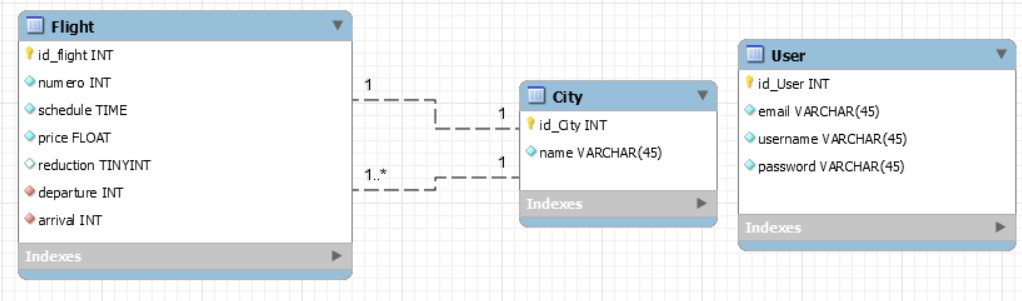 Flight
id_flight INT
numero INT
schedule TIME
price FLOAT
reduction TINYINT
departure INT
arrival INT
Indexes
1
1
1..*
1
City
id_City INT
name VARCHAR(45)
Indexes
User
id_User INT
email VARCHAR(45)
username VARCHAR(45)
password VARCHAR(45)
Indexes